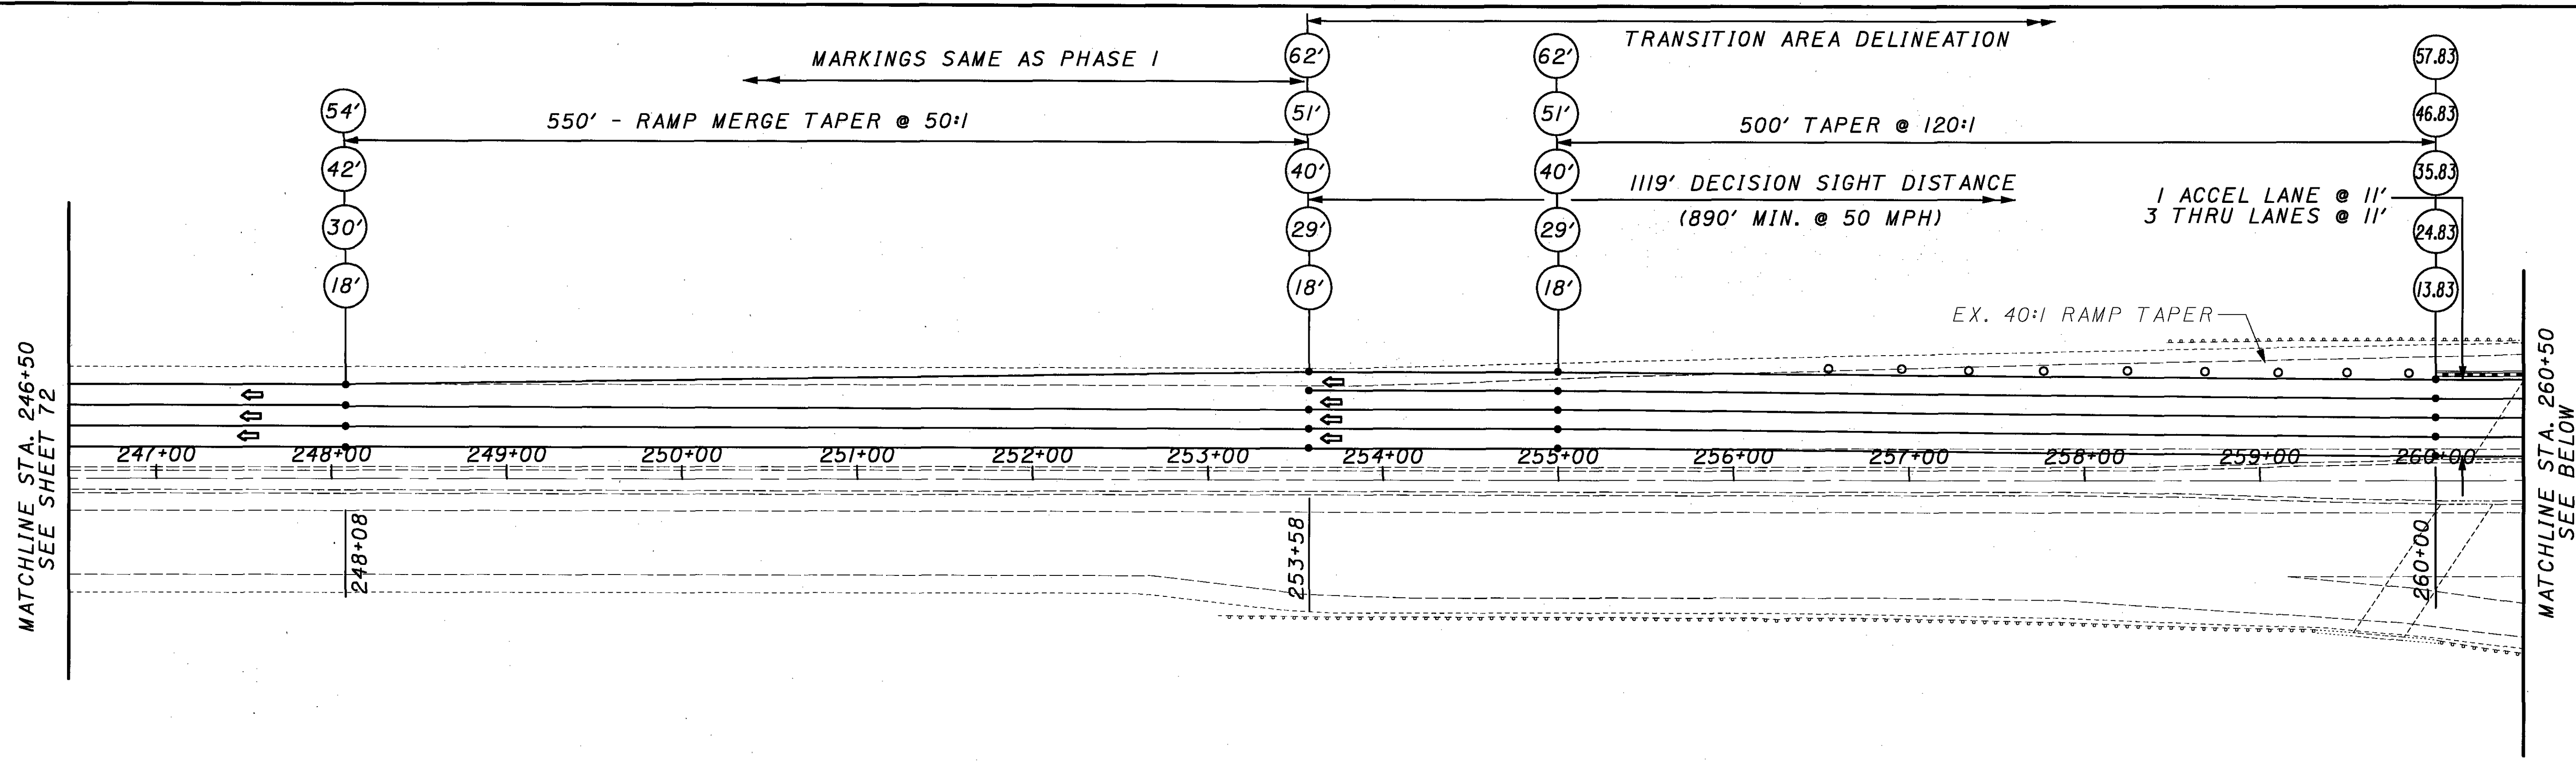 TRANSITION AREA DELINEATION
MARKINGS SAME AS PHASE 1
550' - RAMP MERGE TAPER @ 50:1
500' TAPER @ 120:1
1119' DECISION SIGHT DISTANCE
(890' MIN. @ 50 MPH)
1 ACCEL LANE @ 11'
3 THRU LANES @ 11'
54'
42'
30'
18'
62'
51'
40'
29'
18'
62'
51'
40'
29'
18'
57.83
46.83
35.83
24.83
13.83
EX. 40:1 RAMP TAPER
MATCHLINE STA. 246+50
SEE SHEET 72
247+00 248+00 249+00 250+00 251+00 252+00 253+00 254+00 255+00 256+00 257+00 258+00 259+00 260+00
248+08
253+58
260+00
MATCHLINE STA. 260+50
SEE BELOW